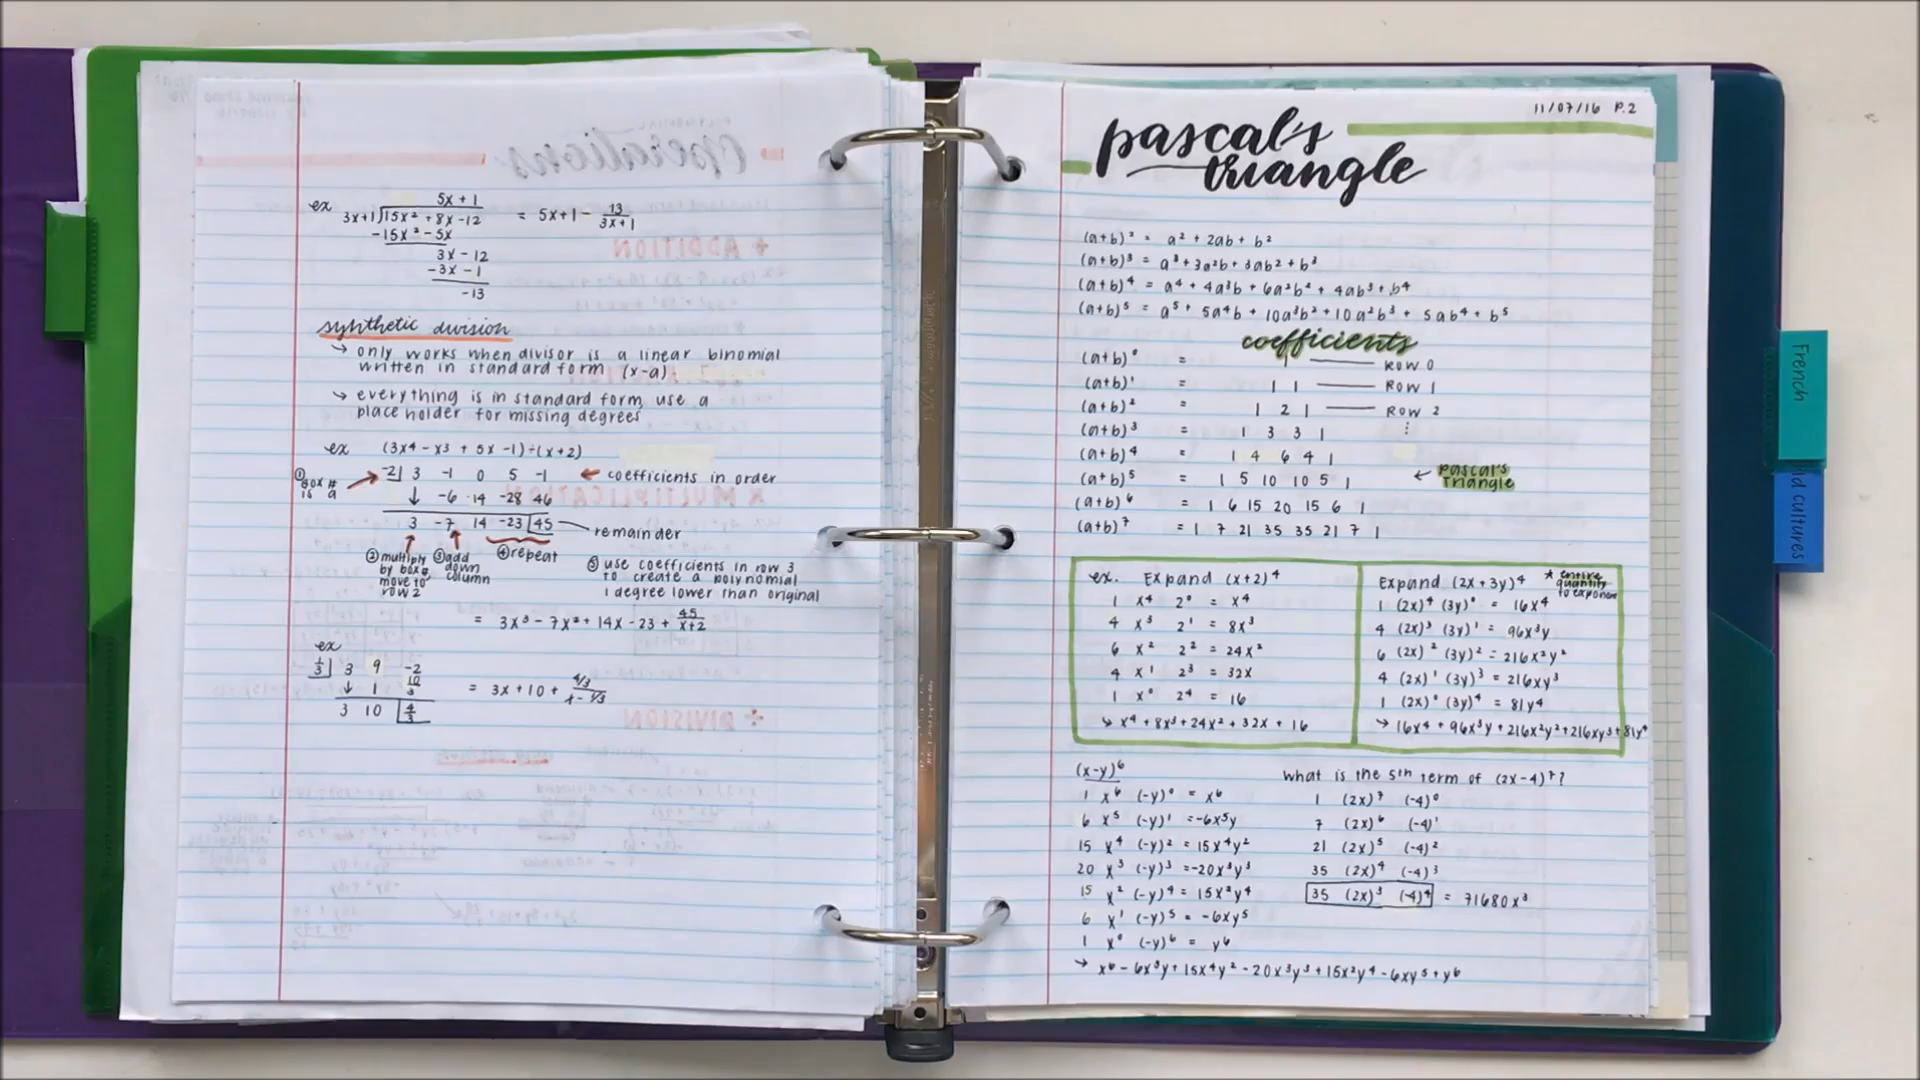 ex
5x + 1
3x+1 15x² + 8x -12 = 5x+1 - 13/3x+1
-15x² - 5x
3x - 12
-3x - 1
-13
synthetic division
↳ only works when divisor is a linear binomial
written in standard form (x-a)
↳ everything is in standard form, use a
place holder for missing degrees
ex (3x4 - x3 + 5x -1)÷(x+2)
① Box # is a → -2| 3 -1 0 5 -1 ← coefficients in order
↓ -6 14 -28 46
3 -7 14 -23 |45 — remainder
② multiply by box #, move to row 2
③ add down column
④ repeat
⑤ use coefficients in row 3
to create a polynomial
1 degree lower than original
= 3x³ - 7x² + 14x - 23 + 45/x+2
ex
1/3| 3 9 -2
↓ 1 10/3
3 10 |4/3
= 3x + 10 + 4/3/x - 1/3
11/07/16 P.2
pascal's
triangle
(a+b)² = a² + 2ab + b²
(a+b)³ = a³ + 3a²b + 3ab² + b³
(a+b)⁴ = a⁴ + 4a³b + 6a²b² + 4ab³ + b⁴
(a+b)⁵ = a⁵ + 5a⁴b + 10a³b² + 10a²b³ + 5ab⁴ + b⁵
coefficients
(a+b)⁰ = 1 — ROW 0
(a+b)¹ = 1 1 — ROW 1
(a+b)² = 1 2 1 — ROW 2
(a+b)³ = 1 3 3 1 ⋮
(a+b)⁴ = 1 4 6 4 1
(a+b)⁵ = 1 5 10 10 5 1 ← Pascal's Triangle
(a+b)⁶ = 1 6 15 20 15 6 1
(a+b)⁷ = 1 7 21 35 35 21 7 1
ex. Expand (x+2)⁴
1 x⁴ 2⁰ = x⁴
4 x³ 2¹ = 8x³
6 x² 2² = 24x²
4 x¹ 2³ = 32x
1 x⁰ 2⁴ = 16
↳ x⁴ + 8x³ + 24x² + 32x + 16
Expand (2x+3y)⁴ * entire quantity to exponent
1 (2x)⁴ (3y)⁰ = 16x⁴
4 (2x)³ (3y)¹ = 96x³y
6 (2x)² (3y)² = 216x²y²
4 (2x)¹ (3y)³ = 216xy³
1 (2x)⁰ (3y)⁴ = 81y⁴
↳ 16x⁴ + 96x³y + 216x²y² + 216xy³ + 81y⁴
(x-y)⁶
1 x⁶ (-y)⁰ = x⁶
6 x⁵ (-y)¹ = -6x⁵y
15 x⁴ (-y)² = 15x⁴y²
20 x³ (-y)³ = -20x³y³
15 x² (-y)⁴ = 15x²y⁴
6 x¹ (-y)⁵ = -6xy⁵
1 x⁰ (-y)⁶ = y⁶
→ x⁶ - 6x⁵y + 15x⁴y² - 20x³y³ + 15x²y⁴ - 6xy⁵ + y⁶
What is the 5th term of (2x-4)⁷?
1 (2x)⁷ (-4)⁰
7 (2x)⁶ (-4)¹
21 (2x)⁵ (-4)²
35 (2x)⁴ (-4)³
35 (2x)³ (-4)⁴ = 71680x³
French
cultures